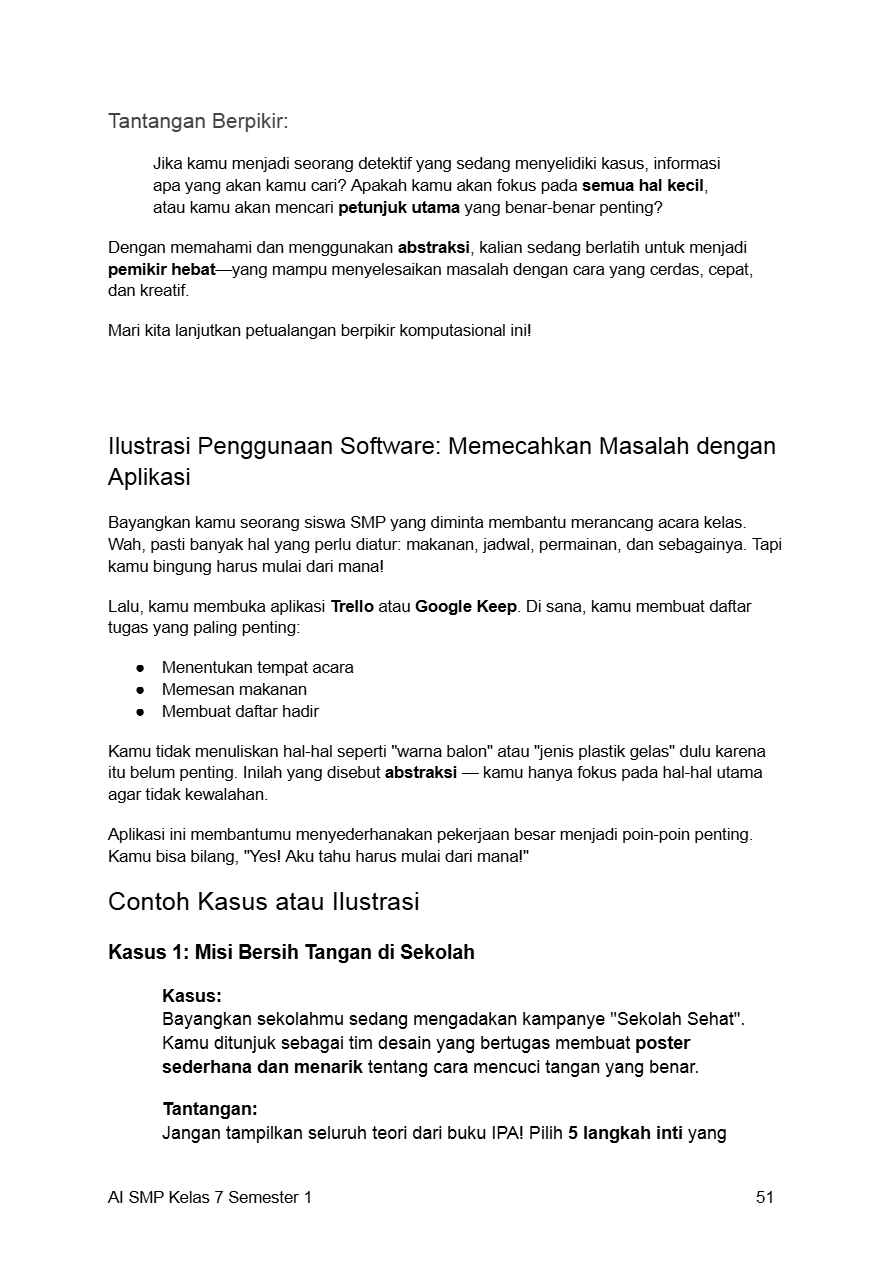 Tantangan Berpikir:
Jika kamu menjadi seorang detektif yang sedang menyelidiki kasus, informasi
apa yang akan kamu cari? Apakah kamu akan fokus pada semua hal kecil,
atau kamu akan mencari petunjuk utama yang benar-benar penting?
Dengan memahami dan menggunakan abstraksi, kalian sedang berlatih untuk menjadi
pemikir hebat—yang mampu menyelesaikan masalah dengan cara yang cerdas, cepat,
dan kreatif.
Mari kita lanjutkan petualangan berpikir komputasional ini!
Ilustrasi Penggunaan Software: Memecahkan Masalah dengan
Aplikasi
Bayangkan kamu seorang siswa SMP yang diminta membantu merancang acara kelas.
Wah, pasti banyak hal yang perlu diatur: makanan, jadwal, permainan, dan sebagainya. Tapi
kamu bingung harus mulai dari mana!
Lalu, kamu membuka aplikasi Trello atau Google Keep. Di sana, kamu membuat daftar
tugas yang paling penting:
● Menentukan tempat acara
● Memesan makanan
● Membuat daftar hadir
Kamu tidak menuliskan hal-hal seperti "warna balon" atau "jenis plastik gelas" dulu karena
itu belum penting. Inilah yang disebut abstraksi — kamu hanya fokus pada hal-hal utama
agar tidak kewalahan.
Aplikasi ini membantumu menyederhanakan pekerjaan besar menjadi poin-poin penting.
Kamu bisa bilang, "Yes! Aku tahu harus mulai dari mana!"
Contoh Kasus atau Ilustrasi
Kasus 1: Misi Bersih Tangan di Sekolah
Kasus:
Bayangkan sekolahmu sedang mengadakan kampanye "Sekolah Sehat".
Kamu ditunjuk sebagai tim desain yang bertugas membuat poster
sederhana dan menarik tentang cara mencuci tangan yang benar.
Tantangan:
Jangan tampilkan seluruh teori dari buku IPA! Pilih 5 langkah inti yang
AI SMP Kelas 7 Semester 1 51